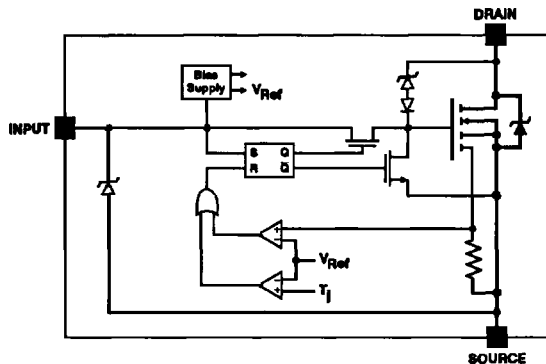 DRAIN
Bias
Supply
VRef
INPUT
S Q
R Q̅
+
−
VRef
−
+
Tj
SOURCE